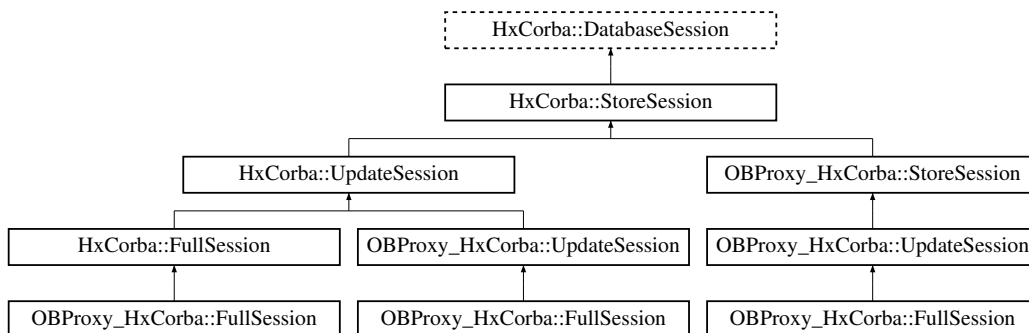 HxCorba::DatabaseSession
HxCorba::StoreSession
HxCorba::UpdateSession
OBProxy_HxCorba::StoreSession
HxCorba::FullSession
OBProxy_HxCorba::UpdateSession
OBProxy_HxCorba::UpdateSession
OBProxy_HxCorba::FullSession
OBProxy_HxCorba::FullSession
OBProxy_HxCorba::FullSession